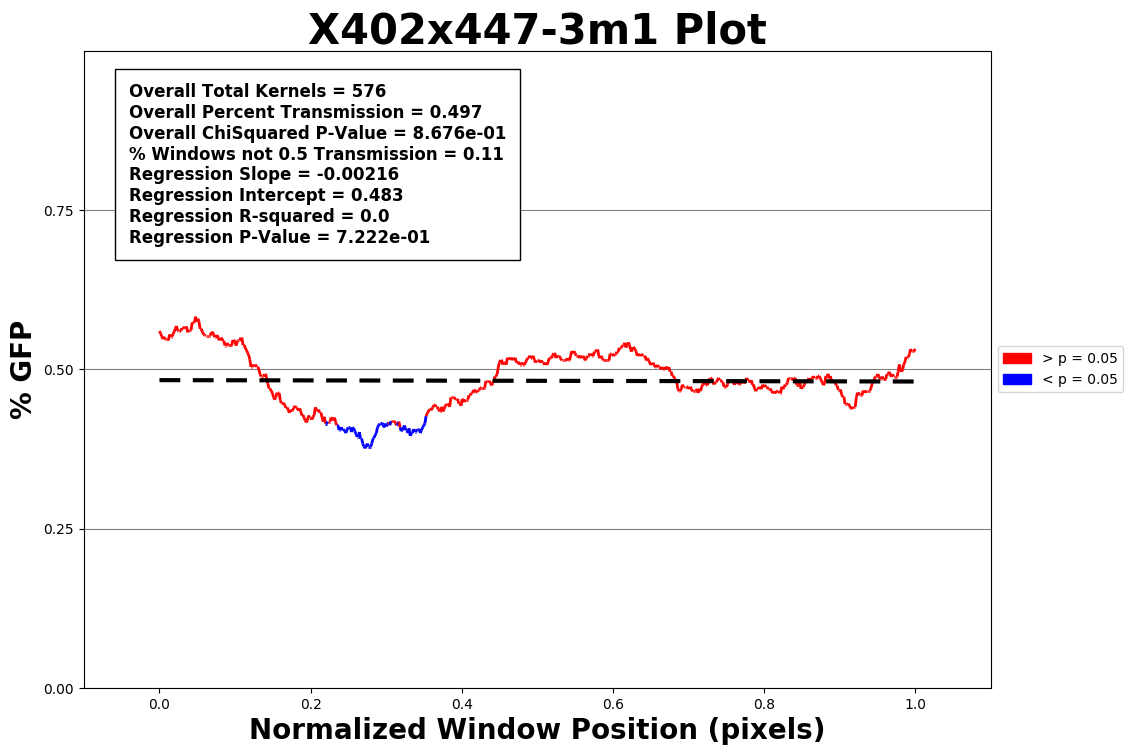 X402x447-3m1 Plot
Overall Total Kernels = 576
Overall Percent Transmission = 0.497
Overall ChiSquared P-Value = 8.676e-01
% Windows not 0.5 Transmission = 0.11
Regression Slope = -0.00216
Regression Intercept = 0.483
Regression R-squared = 0.0
Regression P-Value = 7.222e-01
% GFP
0.75
0.50
0.25
0.00
0.0 0.2 0.4 0.6 0.8 1.0
Normalized Window Position (pixels)
> p = 0.05
< p = 0.05